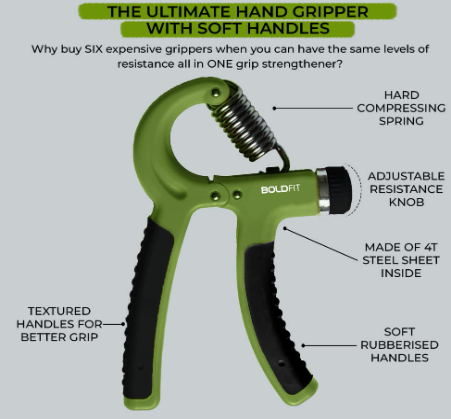 THE ULTIMATE HAND GRIPPER
WITH SOFT HANDLES
Why buy SIX expensive grippers when you can have the same levels of
resistance all in ONE grip strengthener?
HARD
COMPRESSING
SPRING
ADJUSTABLE
RESISTANCE
KNOB
BOLDFIT
MADE OF 4T
STEEL SHEET
INSIDE
TEXTURED
HANDLES FOR
BETTER GRIP
SOFT
RUBBERISED
HANDLES